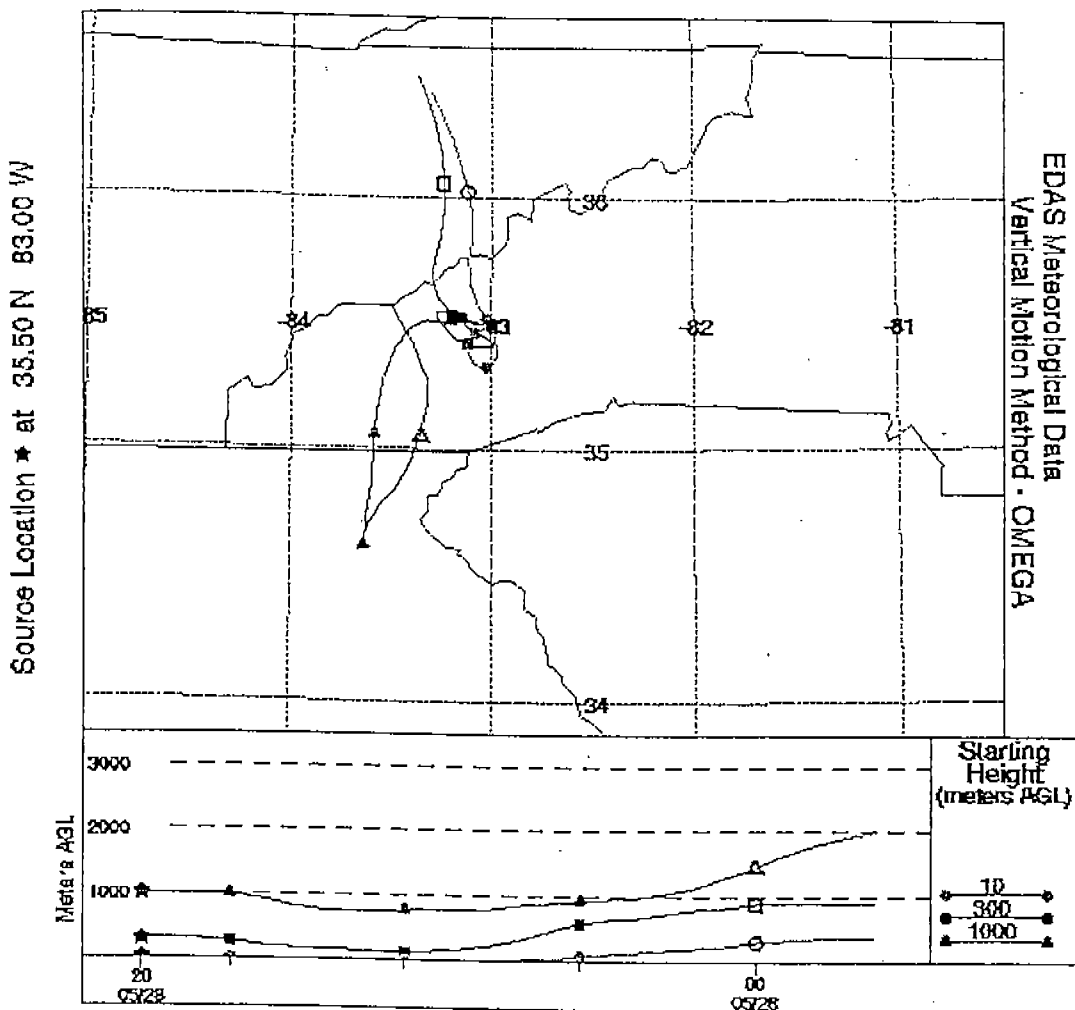 Source Location ★ at 35.50 N 83.00 W
EDAS Meteorological Data
Vertical Motion Method - OMEGA
36
-85
-84
-83
-82
-81
35
34
Meters AGL
3000
2000
1000
20
05/29
00
05/28
Starting
Height
(meters AGL)
10
300
1000